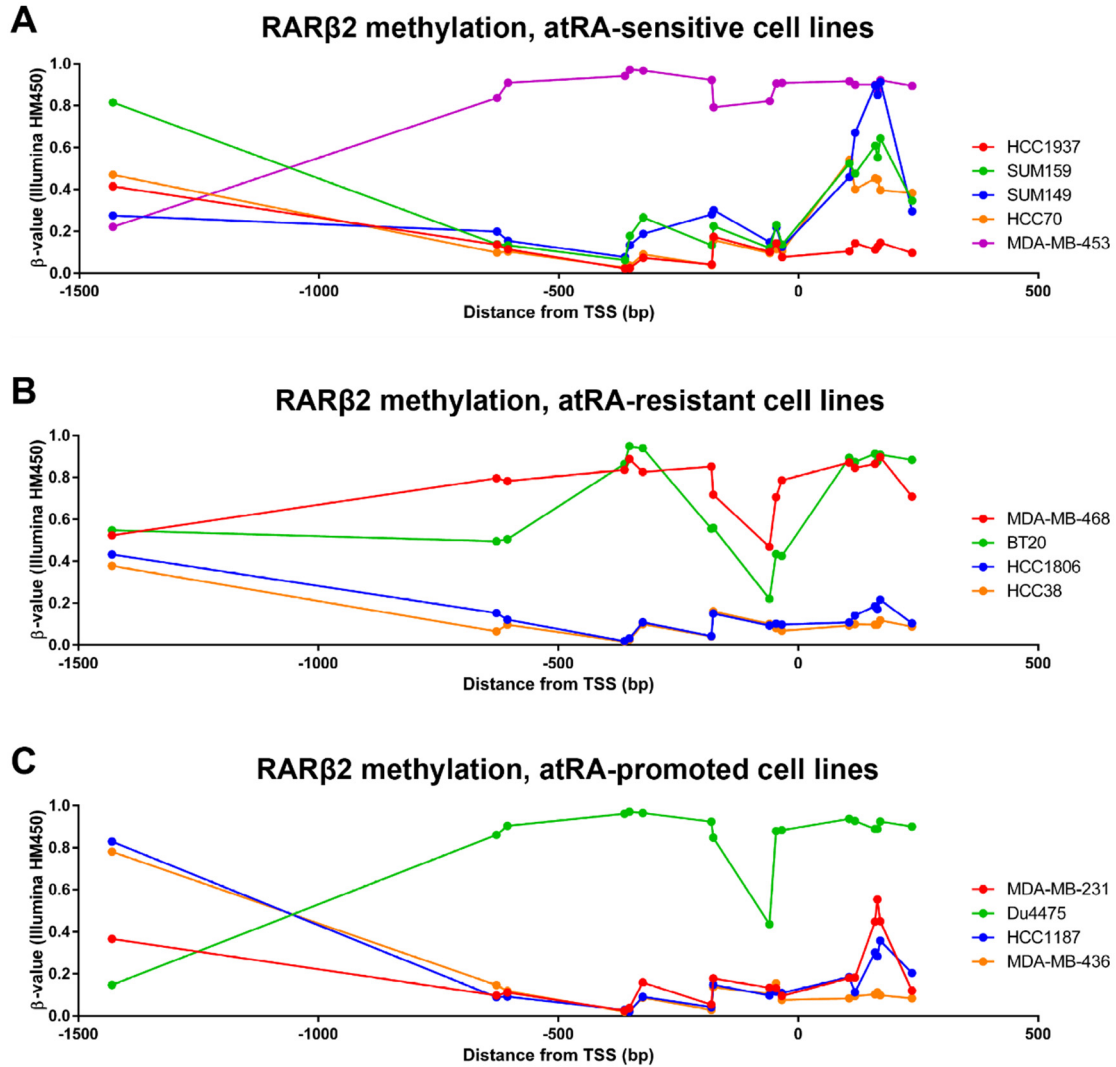 A
RARβ2 methylation, atRA-sensitive cell lines
β-value (Illumina HM450)
1.0
0.8
0.6
0.4
0.2
0.0
-1500
-1000
-500
0
500
Distance from TSS (bp)
HCC1937
SUM159
SUM149
HCC70
MDA-MB-453
B
RARβ2 methylation, atRA-resistant cell lines
β-value (Illumina HM450)
1.0
0.8
0.6
0.4
0.2
0.0
-1500
-1000
-500
0
500
Distance from TSS (bp)
MDA-MB-468
BT20
HCC1806
HCC38
C
RARβ2 methylation, atRA-promoted cell lines
β-value (Illumina HM450)
1.0
0.8
0.6
0.4
0.2
0.0
-1500
-1000
-500
0
500
Distance from TSS (bp)
MDA-MB-231
Du4475
HCC1187
MDA-MB-436